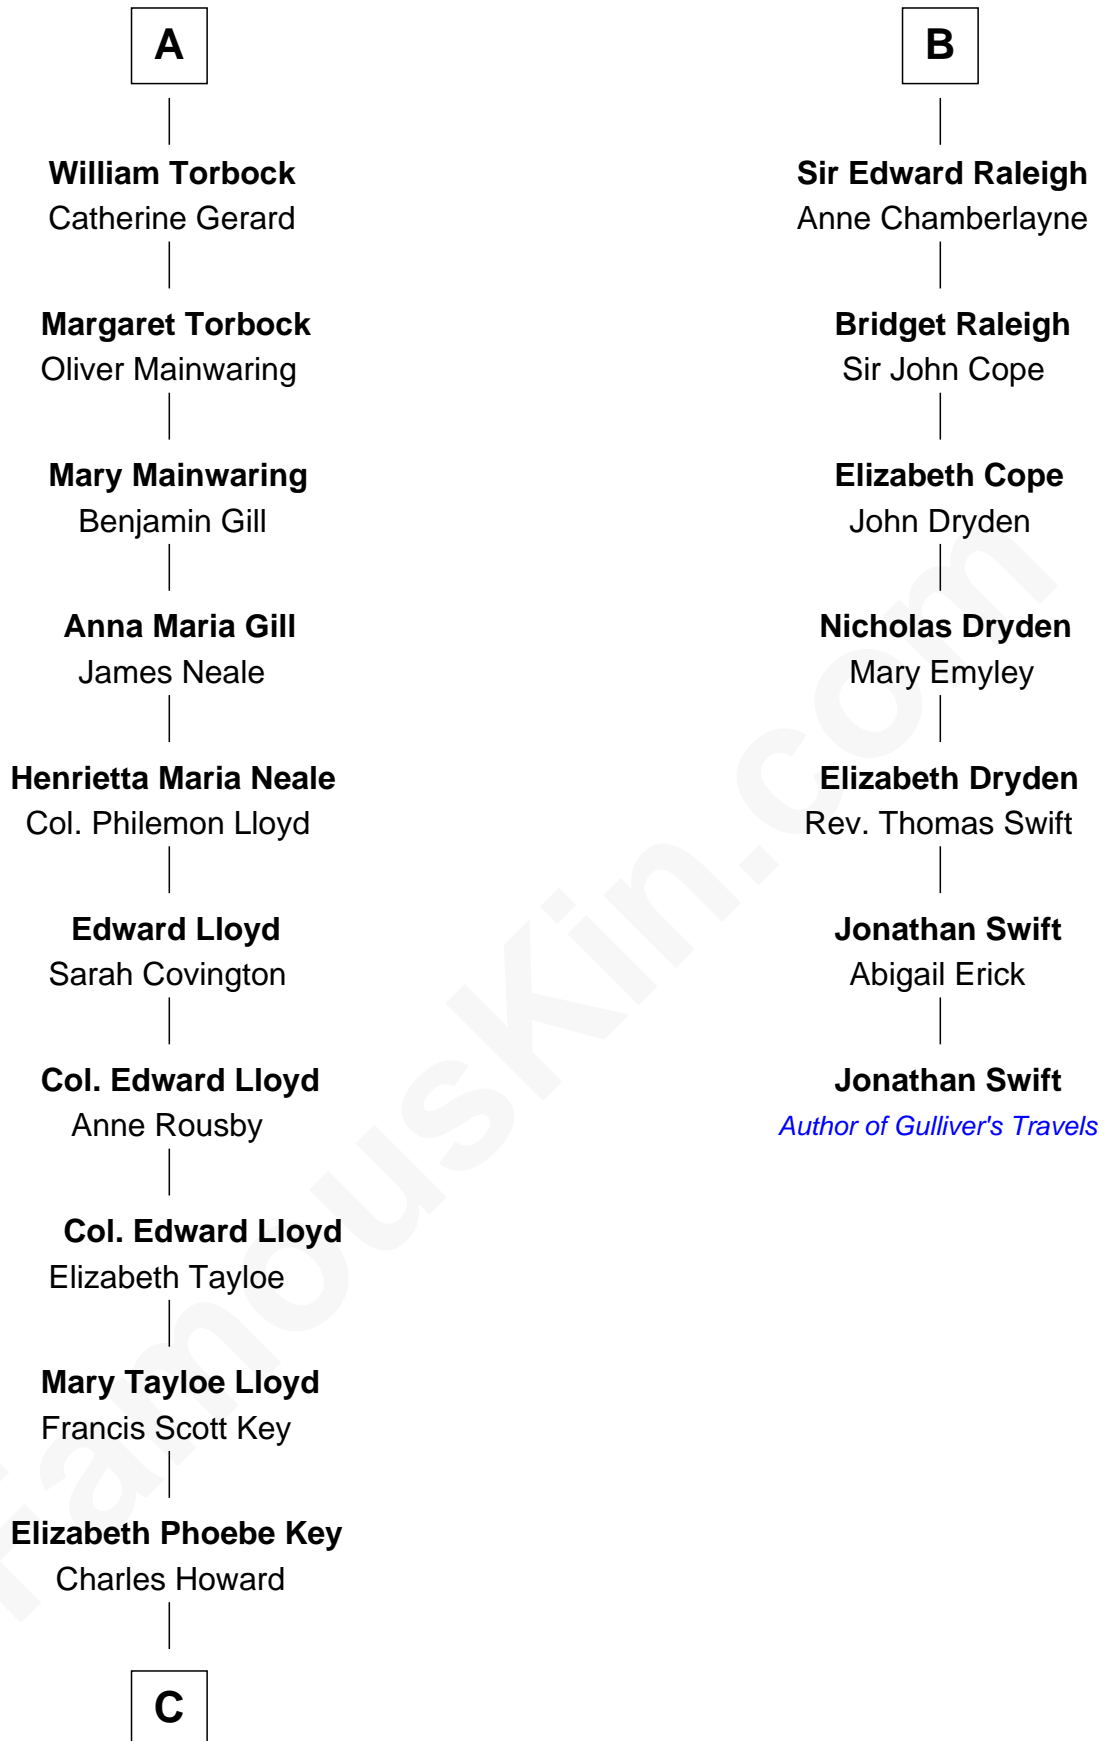 A
William Torbock
Catherine Gerard
Margaret Torbock
Oliver Mainwaring
Mary Mainwaring
Benjamin Gill
Anna Maria Gill
James Neale
Henrietta Maria Neale
Col. Philemon Lloyd
Edward Lloyd
Sarah Covington
Col. Edward Lloyd
Anne Rousby
Col. Edward Lloyd
Elizabeth Tayloe
Mary Tayloe Lloyd
Francis Scott Key
Elizabeth Phoebe Key
Charles Howard
C
B
Sir Edward Raleigh
Anne Chamberlayne
Bridget Raleigh
Sir John Cope
Elizabeth Cope
John Dryden
Nicholas Dryden
Mary Emyley
Elizabeth Dryden
Rev. Thomas Swift
Jonathan Swift
Abigail Erick
Jonathan Swift
Author of Gulliver's Travels
FamousKin.com